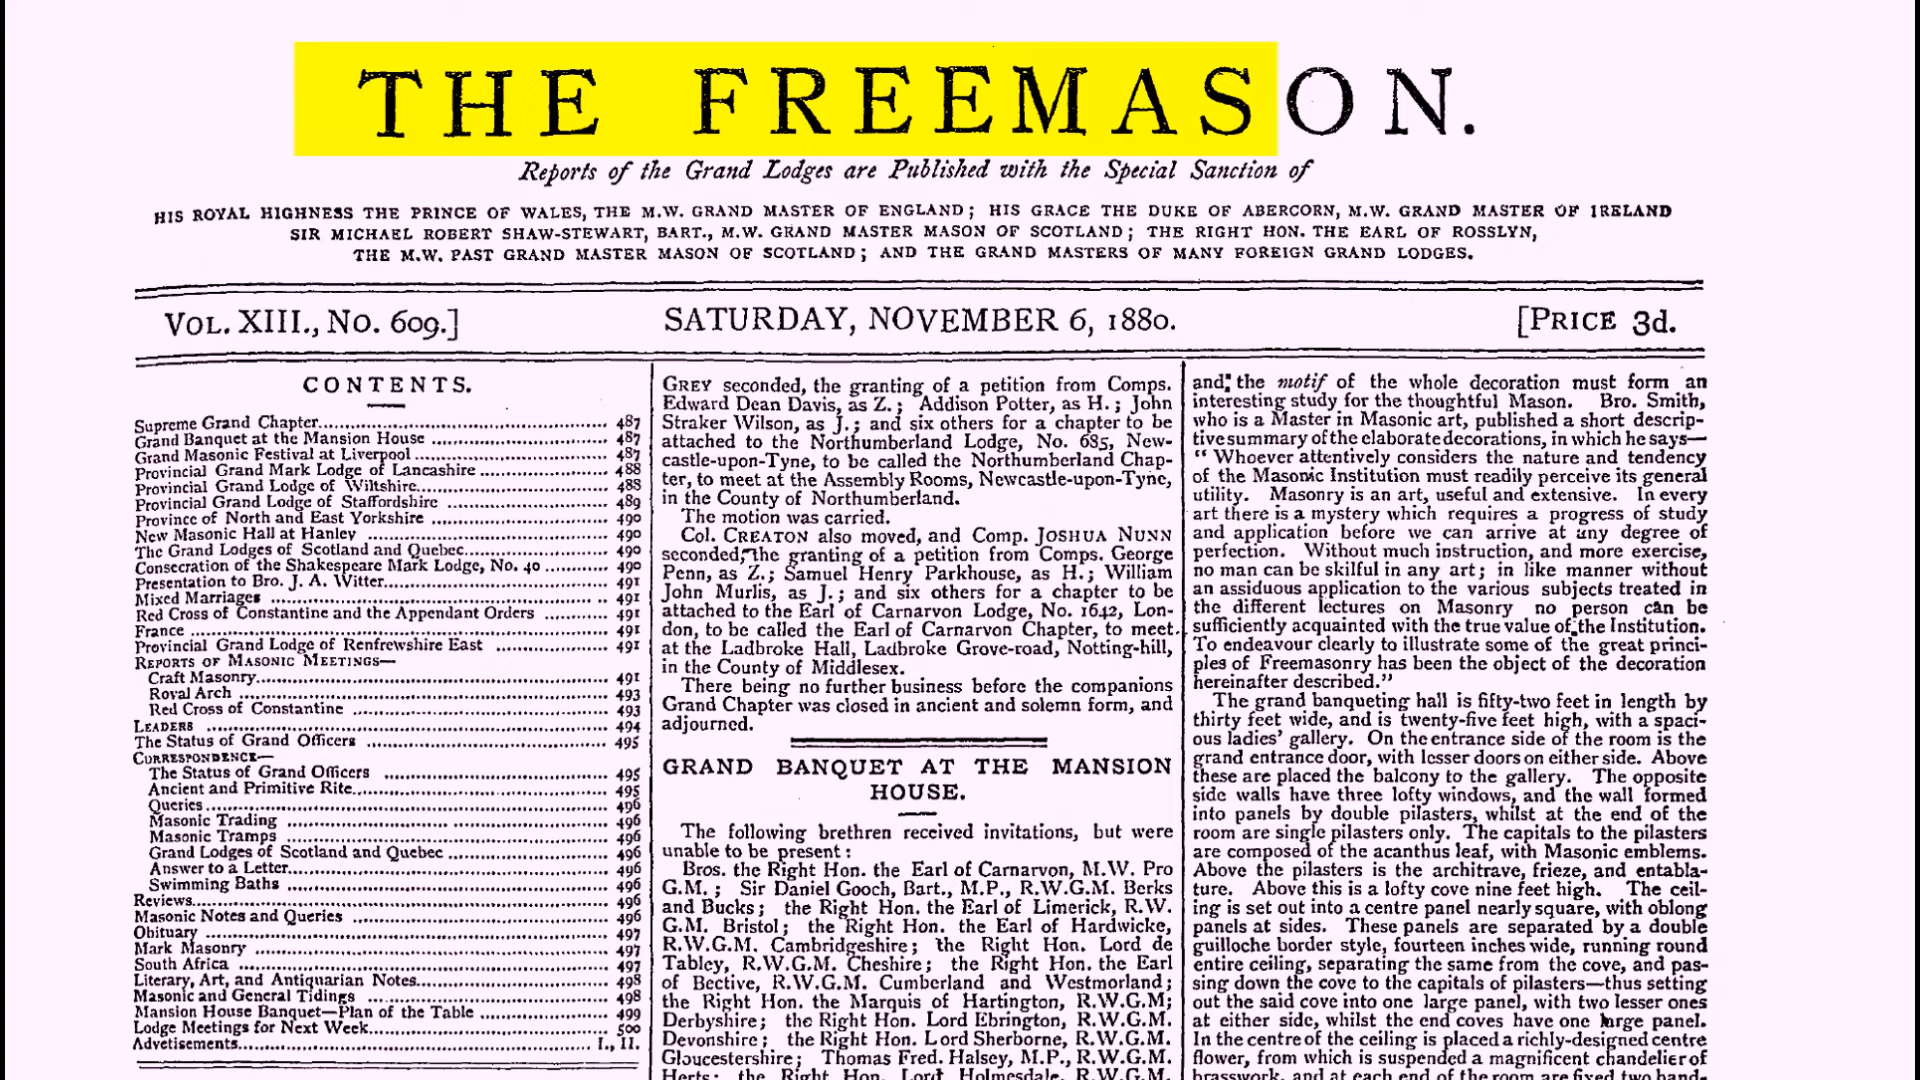 THE FREEMASON.
Reports of the Grand Lodges are Published with the Special Sanction of
HIS ROYAL HIGHNESS THE PRINCE OF WALES, THE M.W. GRAND MASTER OF ENGLAND; HIS GRACE THE DUKE OF ABERCORN, M.W. GRAND MASTER OF IRELAND
SIR MICHAEL ROBERT SHAW-STEWART, BART., M.W. GRAND MASTER MASON OF SCOTLAND; THE RIGHT HON. THE EARL OF ROSSLYN,
THE M.W. PAST GRAND MASTER MASON OF SCOTLAND; AND THE GRAND MASTERS OF MANY FOREIGN GRAND LODGES.
VOL. XIII., NO. 609.] SATURDAY, NOVEMBER 6, 1880. [PRICE 3d.
CONTENTS.
Supreme Grand Chapter 487
Grand Banquet at the Mansion House 487
Grand Masonic Festival at Liverpool 487
Provincial Grand Mark Lodge of Lancashire 488
Provincial Grand Lodge of Wiltshire 488
Provincial Grand Lodge of Staffordshire 489
Province of North and East Yorkshire 490
New Masonic Hall at Hanley 490
The Grand Lodges of Scotland and Quebec 490
Consecration of the Shakespeare Mark Lodge, No. 40 490
Presentation to Bro. J. A. Witter 491
Mixed Marriages 491
Red Cross of Constantine and the Appendant Orders 491
France 491
Provincial Grand Lodge of Renfrewshire East 491
REPORTS OF MASONIC MEETINGS—
Craft Masonry 491
Royal Arch 493
Red Cross of Constantine 493
LEADERS 494
The Status of Grand Officers 495
CORRESPONDENCE—
The Status of Grand Officers 495
Ancient and Primitive Rite 495
Queries 496
Masonic Trading 496
Masonic Tramps 496
Grand Lodges of Scotland and Quebec 496
Answer to a Letter 496
Swimming Baths 496
Reviews 496
Masonic Notes and Queries 496
Obituary 497
Mark Masonry 497
South Africa 497
Literary, Art, and Antiquarian Notes 498
Masonic and General Tidings 498
Mansion House Banquet—Plan of the Table 499
Lodge Meetings for Next Week 500
Advetisements I., II.
GREY seconded, the granting of a petition from Comps.
Edward Dean Davis, as Z.; Addison Potter, as H.; John
Straker Wilson, as J.; and six others for a chapter to be
attached to the Northumberland Lodge, No. 685, New-
castle-upon-Tyne, to be called the Northumberland Chap-
ter, to meet at the Assembly Rooms, Newcastle-upon-Tyne,
in the County of Northumberland.
The motion was carried.
Col. CREATON also moved, and Comp. JOSHUA NUNN
seconded, the granting of a petition from Comps. George
Penn, as Z.; Samuel Henry Parkhouse, as H.; William
John Murlis, as J.; and six others for a chapter to be
attached to the Earl of Carnarvon Lodge, No. 1642, Lon-
don, to be called the Earl of Carnarvon Chapter, to meet
at the Ladbroke Hall, Ladbroke Grove-road, Notting-hill,
in the County of Middlesex.
There being no further business before the companions
Grand Chapter was closed in ancient and solemn form, and
adjourned.
GRAND BANQUET AT THE MANSION
HOUSE.
The following brethren received invitations, but were
unable to be present:
Bros. the Right Hon. the Earl of Carnarvon, M.W. Pro
G.M.; Sir Daniel Gooch, Bart., M.P., R.W.G.M. Berks
and Bucks; the Right Hon. the Earl of Limerick, R.W.
G.M. Bristol; the Right Hon. the Earl of Hardwicke,
R.W.G.M. Cambridgeshire; the Right Hon. Lord de
Tabley, R.W.G.M. Cheshire; the Right Hon. the Earl
of Bective, R.W.G.M. Cumberland and Westmorland;
the Right Hon. the Marquis of Hartington, R.W.G.M;
Derbyshire; the Right Hon. Lord Ebrington, R.W.G.M.
Devonshire; the Right Hon. Lord Sherborne, R.W.G.M.
Gloucestershire; Thomas Fred. Halsey, M.P., R.W.G.M.
Herts; the Right Hon. Lord Holmesdale, R.W.G.M.
and the motif of the whole decoration must form an
interesting study for the thoughtful Mason. Bro. Smith,
who is a Master in Masonic art, published a short descrip-
tive summary of the elaborate decorations, in which he says—
" Whoever attentively considers the nature and tendency
of the Masonic Institution must readily perceive its general
utility. Masonry is an art, useful and extensive. In every
art there is a mystery which requires a progress of study
and application before we can arrive at any degree of
perfection. Without much instruction, and more exercise,
no man can be skilful in any art; in like manner without
an assiduous application to the various subjects treated in
the different lectures on Masonry no person can be
sufficiently acquainted with the true value of the Institution.
To endeavour clearly to illustrate some of the great princi-
ples of Freemasonry has been the object of the decoration
hereinafter described."
The grand banqueting hall is fifty-two feet in length by
thirty feet wide, and is twenty-five feet high, with a spaci-
ous ladies' gallery. On the entrance side of the room is the
grand entrance door, with lesser doors on either side. Above
these are placed the balcony to the gallery. The opposite
side walls have three lofty windows, and the wall formed
into panels by double pilasters, whilst at the end of the
room are single pilasters only. The capitals to the pilasters
are composed of the acanthus leaf, with Masonic emblems.
Above the pilasters is the architrave, frieze, and entabla-
ture. Above this is a lofty cove nine feet high. The ceil-
ing is set out into a centre panel nearly square, with oblong
panels at sides. These panels are separated by a double
guilloche border style, fourteen inches wide, running round
entire ceiling, separating the same from the cove, and pas-
sing down the cove to the capitals of pilasters—thus setting
out the said cove into one large panel, with two lesser ones
at either side, whilst the end coves have one large panel.
In the centre of the ceiling is placed a richly-designed centre
flower, from which is suspended a magnificent chandelier of
brasswork, and at each end of the room are fixed two hand-